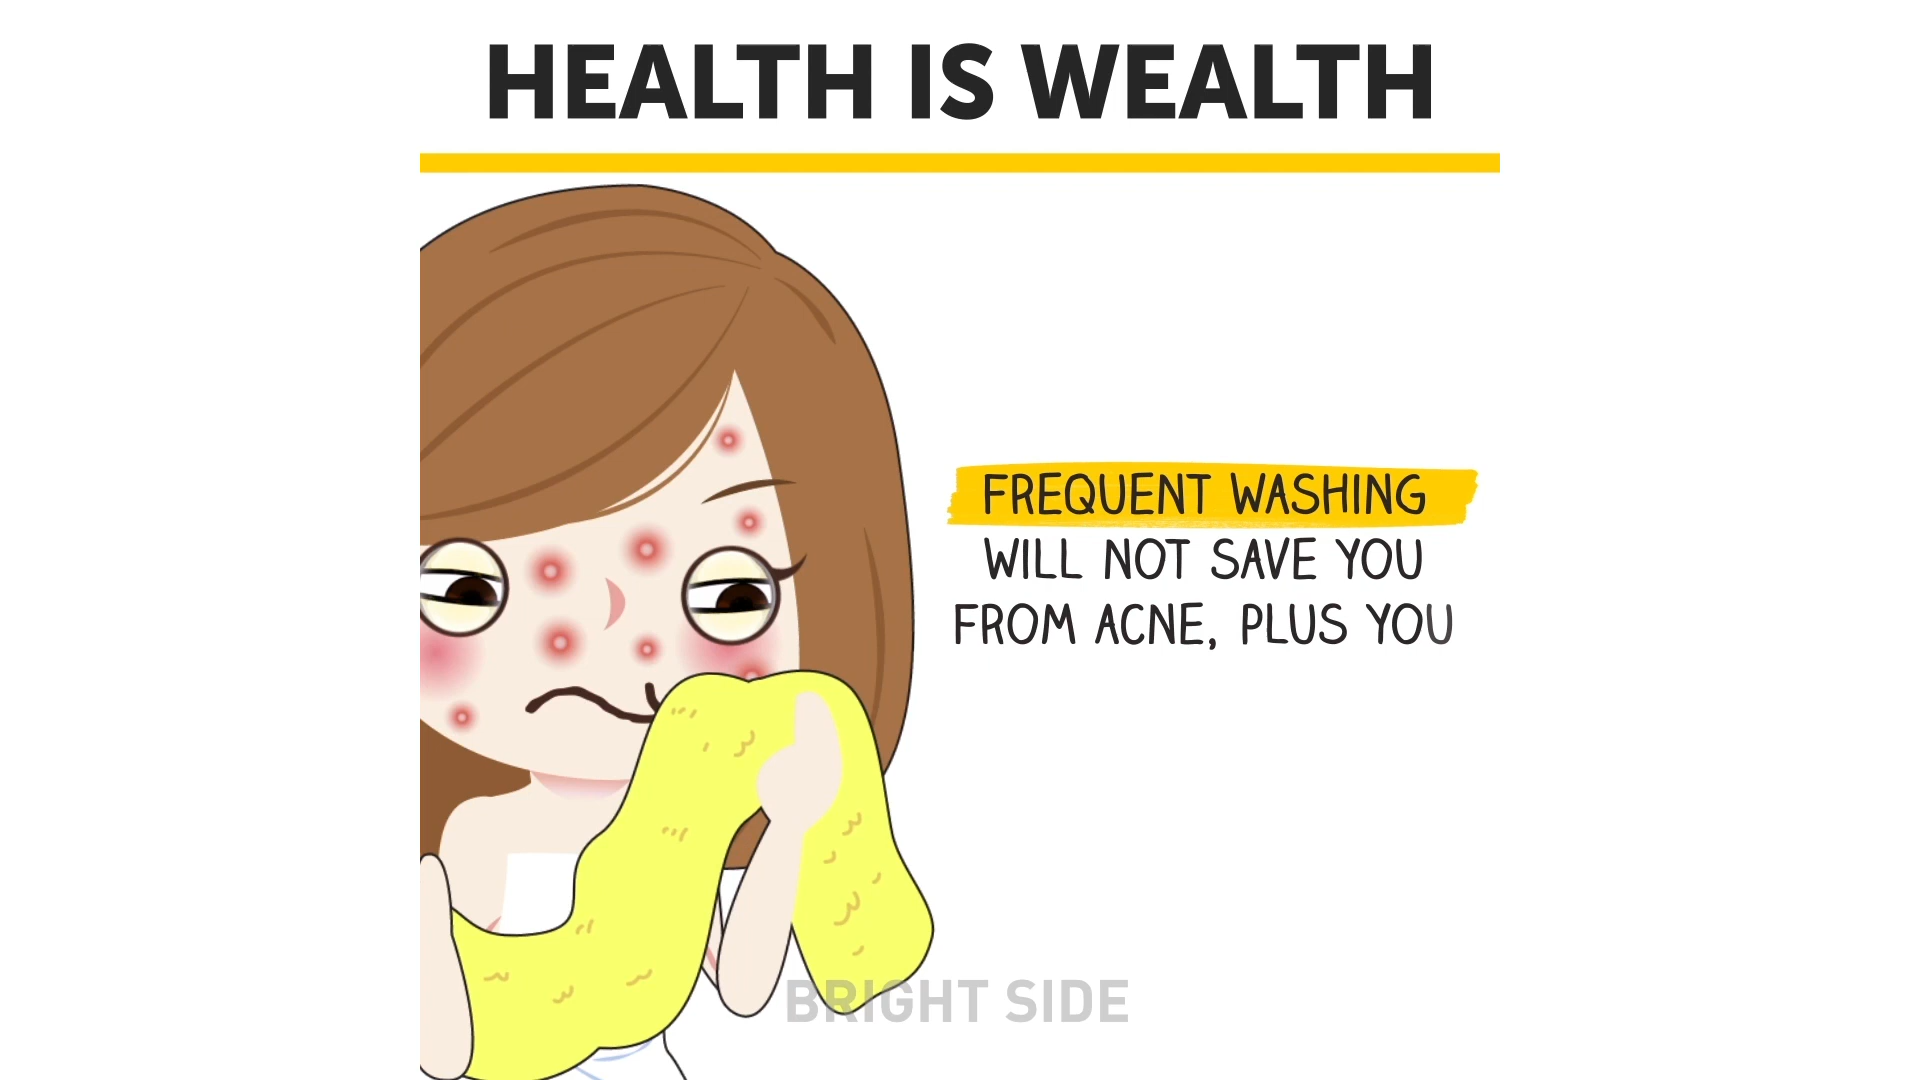 HEALTH IS WEALTH
FREQUENT WASHING
WILL NOT SAVE YOU
FROM ACNE, PLUS YOU
BRIGHT SIDE